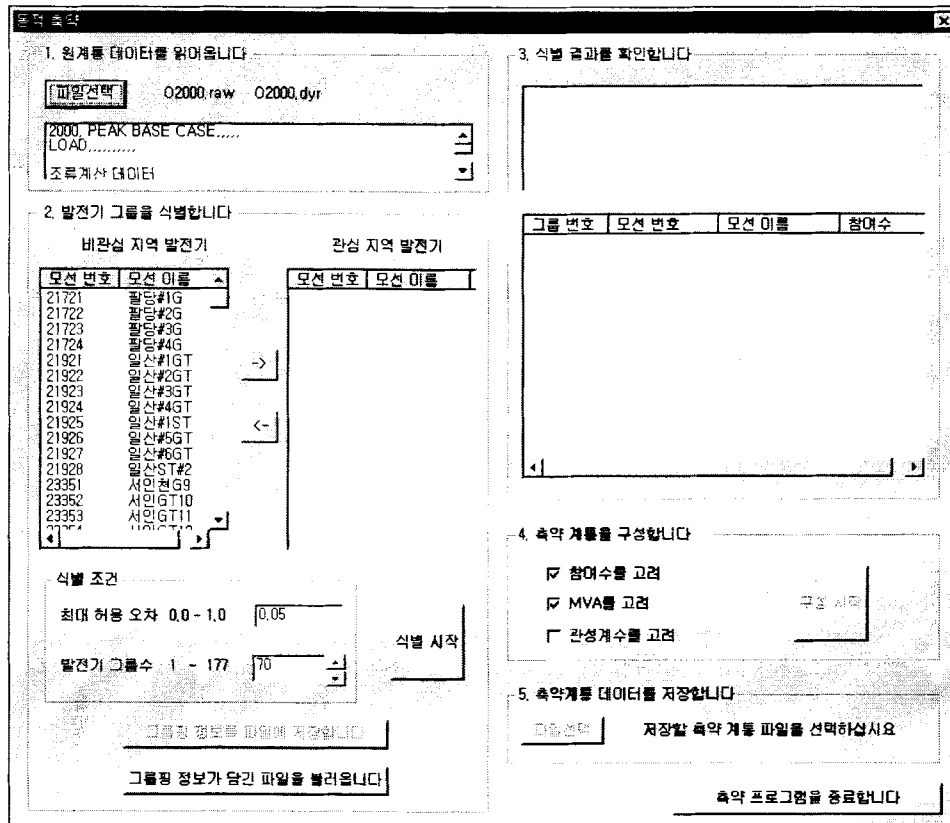 동적 축약
1. 원계통 데이터를 읽어옵니다
파일선택 02000.raw 02000.dyr
2000, PEAK BASE CASE,,,,,
LOAD,,,,,,,,,,
조류계산 데이터
2. 발전기 그룹을 식별합니다
비관심 지역 발전기
모선 번호 모선 이름
21721 팔당#1G
21722 팔당#2G
21723 팔당#3G
21724 팔당#4G
21921 일산#1GT
21922 일산#2GT
21923 일산#3GT
21924 일산#4GT
21925 일산#1ST
21926 일산#5GT
21927 일산#6GT
21928 일산ST#2
23351 서인천G9
23352 서인GT10
23353 서인GT11
->
<-
관심 지역 발전기
모선 번호 모선 이름
식별 조건
최대 허용 오차 0.0 - 1.0 0.05
발전기 그룹수 1 - 177 70
식별 시작
그룹핑 정보를 파일에 저장합니다
그룹핑 정보가 담긴 파일을 불러옵니다
3. 식별 결과를 확인합니다
그룹 번호 모선 번호 모선 이름 참여수
4. 축약 계통을 구성합니다
참여수를 고려
MVA를 고려
관성계수를 고려
구성 시작
5. 축약계통 데이터를 저장합니다
파일선택 저장할 축약 계통 파일을 선택하십시요
축약 프로그램을 종료합니다